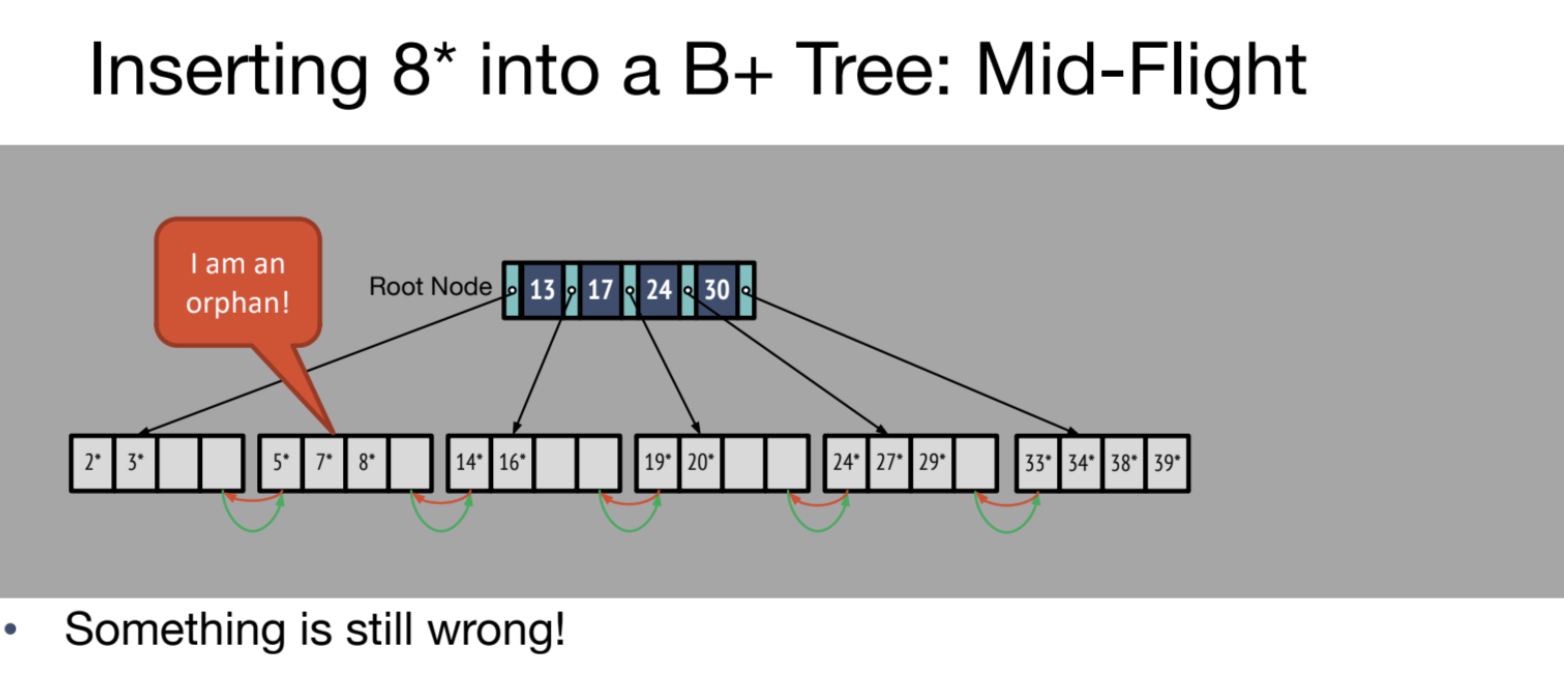 Inserting 8* into a B+ Tree: Mid-Flight
I am an
orphan!
Root Node
13 17 24 30
2* 3* 5* 7* 8* 14* 16* 19* 20* 24* 27* 29* 33* 34* 38* 39*
• Something is still wrong!